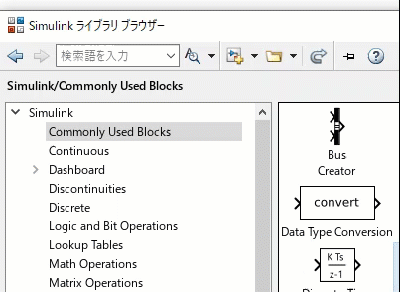 Simulink ライブラリ ブラウザー
検索語を入力
Simulink/Commonly Used Blocks
Simulink
Commonly Used Blocks
Continuous
Dashboard
Discontinuities
Discrete
Logic and Bit Operations
Lookup Tables
Math Operations
Matrix Operations
Bus
Creator
convert
Data Type Conversion
K Ts
z-1